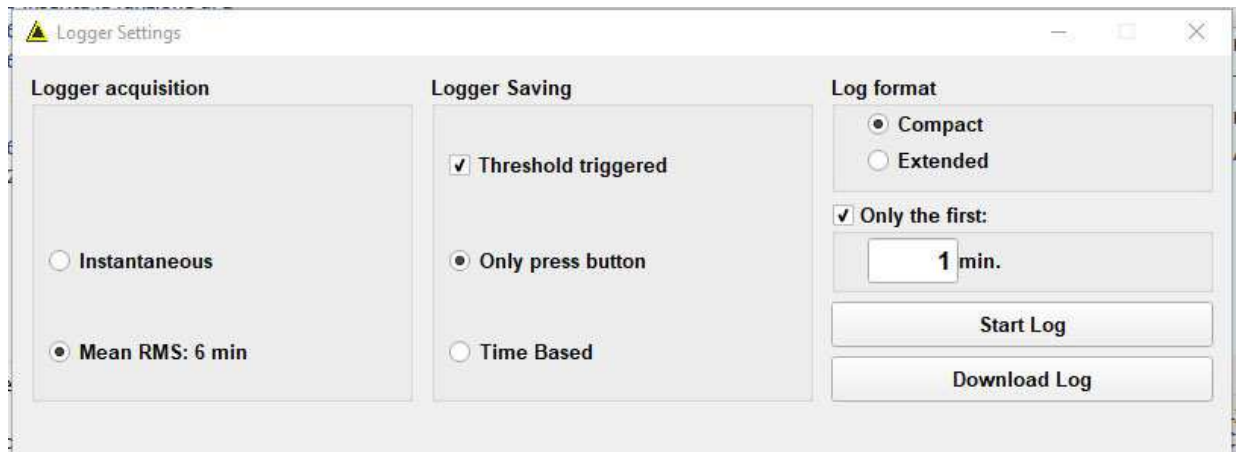 Logger Settings
Logger acquisition
Instantaneous
Mean RMS: 6 min
Logger Saving
Threshold triggered
Only press button
Time Based
Log format
Compact
Extended
Only the first:
1 min.
Start Log
Download Log